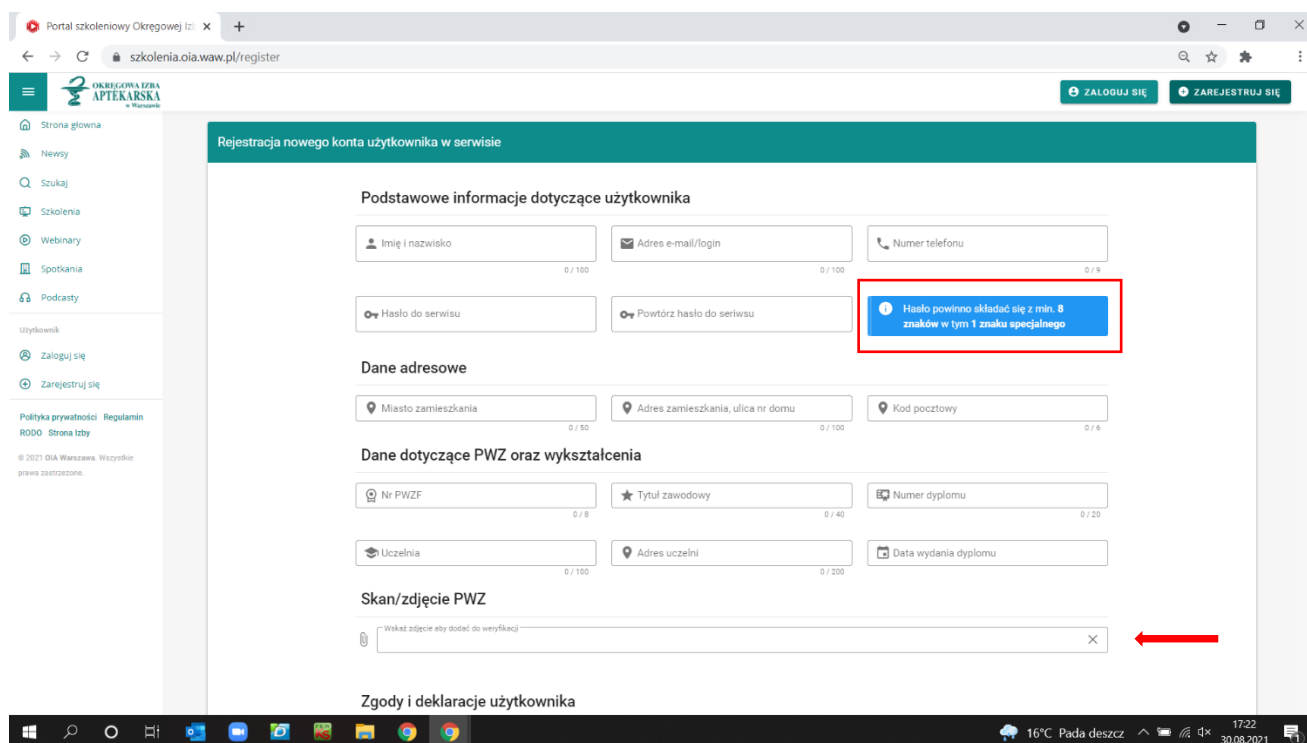 Portal szkoleniowy Okręgowej Iz
szkolenia.oia.waw.pl/register
OKRĘGOWA IZBA
APTEKARSKA
w Warszawie
ZALOGUJ SIĘ
ZAREJESTRUJ SIĘ
Strona głowna
Newsy
Szukaj
Szkolenia
Webinary
Spotkania
Podcasty
Użytkownik
Zaloguj się
Zarejestruj się
Polityka prywatności Regulamin
RODO Strona Izby
© 2021 OIA Warszawa. Wszystkie
prawa zastrzeżone.
Rejestracja nowego konta użytkownika w serwisie
Podstawowe informacje dotyczące użytkownika
Imię i nazwisko
0 / 100
Adres e-mail/login
0 / 100
Numer telefonu
0 / 9
Hasło do serwisu
Powtórz hasło do seriwsu
Hasło powinno składać się z min. 8
znaków w tym 1 znaku specjalnego
Dane adresowe
Miasto zamieszkania
0 / 50
Adres zamieszkania, ulica nr domu
0 / 100
Kod pocztowy
0 / 6
Dane dotyczące PWZ oraz wykształcenia
Nr PWZF
0 / 8
Tytuł zawodowy
0 / 40
Numer dyplomu
0 / 20
Uczelnia
0 / 100
Adres uczelni
0 / 200
Data wydania dyplomu
Skan/zdjęcie PWZ
Wskaż zdjęcie aby dodać do weryfikacji
Zgody i deklaracje użytkownika
16°C Pada deszcz
17:22
30.08.2021